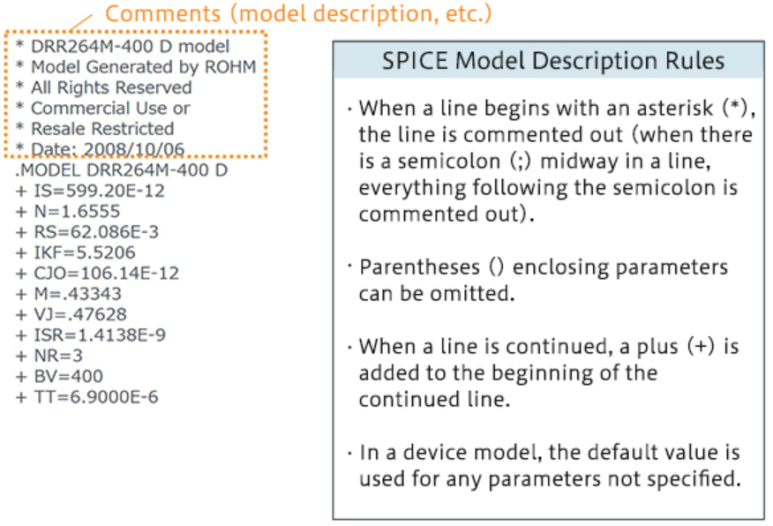 Comments (model description, etc.)
* DRR264M-400 D model
* Model Generated by ROHM
* All Rights Reserved
* Commercial Use or
* Resale Restricted
* Date: 2008/10/06
.MODEL DRR264M-400 D
+ IS=599.20E-12
+ N=1.6555
+ RS=62.086E-3
+ IKF=5.5206
+ CJO=106.14E-12
+ M=.43343
+ VJ=.47628
+ ISR=1.4138E-9
+ NR=3
+ BV=400
+ TT=6.9000E-6
SPICE Model Description Rules
· When a line begins with an asterisk (*),
the line is commented out (when there
is a semicolon (;) midway in a line,
everything following the semicolon is
commented out).
· Parentheses () enclosing parameters
can be omitted.
· When a line is continued, a plus (+) is
added to the beginning of the
continued line.
· In a device model, the default value is
used for any parameters not specified.